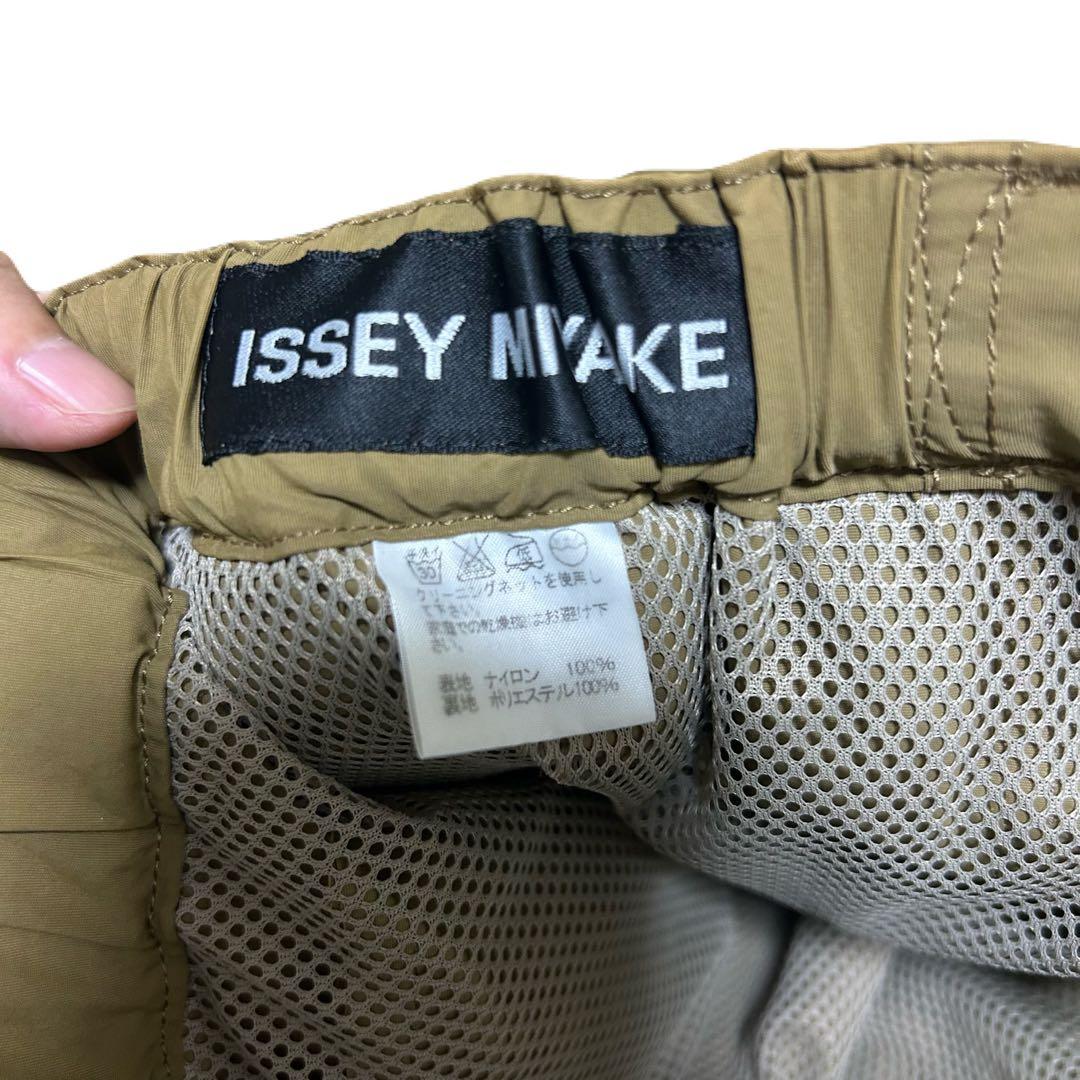 ISSEY MIYAKE
30
低
クリーニングネットを使用し
て下さい。
家庭での乾燥機はお避け下
さい。
表地 ナイロン 100%
裏地 ポリエステル100%